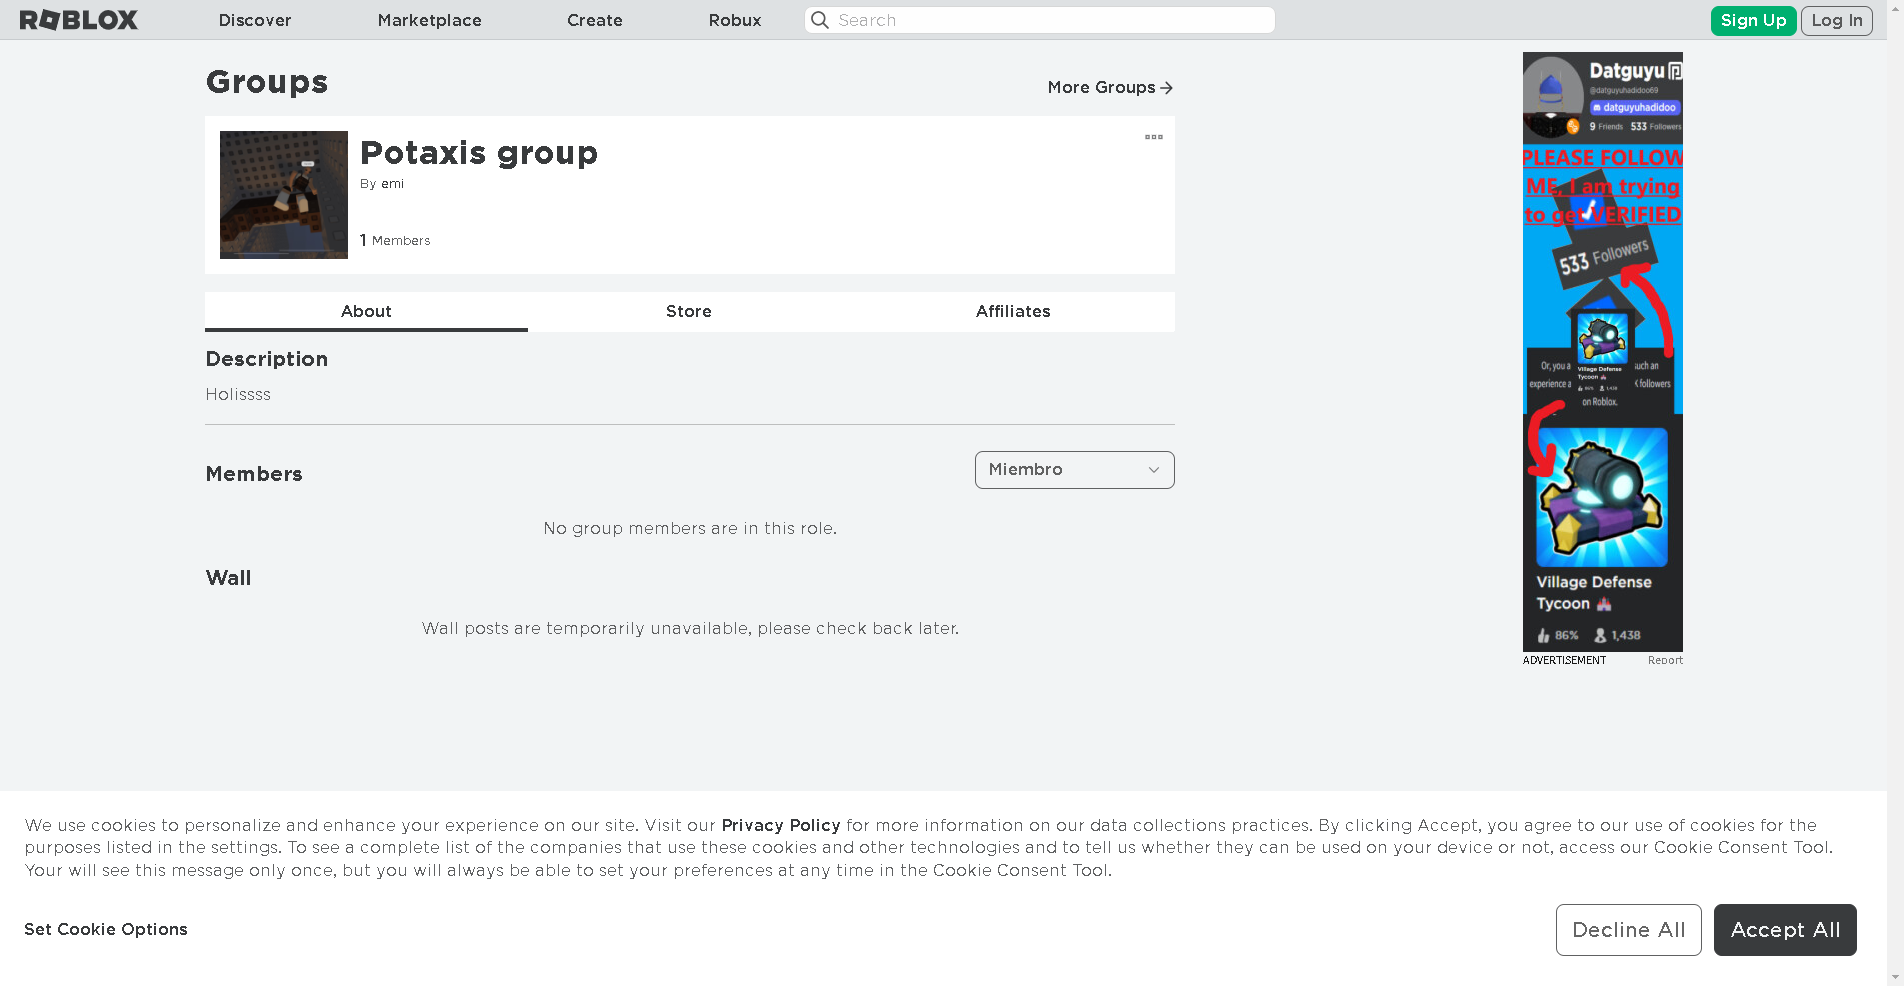 ROBLOX
Discover
Marketplace
Create
Robux
Search
Sign Up
Log In
Groups
More Groups
Potaxis group
By emi
1 Members
About
Store
Affiliates
Description
Holissss
Members
Miembro
No group members are in this role.
Wall
Wall posts are temporarily unavailable, please check back later.
Datguyu
@datguyuhadidoo69
datguyuhadidoo
9 Friends 533 Followers
PLEASE FOLLOW
ME, I am trying
to get VERIFIED
533 Followers
Or, you a
such an
Village Defense
Tycoon
experience a
followers
86% 1,438
on Roblox.
Village Defense
Tycoon
86% 1,438
ADVERTISEMENT
Report
We use cookies to personalize and enhance your experience on our site. Visit our Privacy Policy for more information on our data collections practices. By clicking Accept, you agree to our use of cookies for the
purposes listed in the settings. To see a complete list of the companies that use these cookies and other technologies and to tell us whether they can be used on your device or not, access our Cookie Consent Tool.
Your will see this message only once, but you will always be able to set your preferences at any time in the Cookie Consent Tool.
Set Cookie Options
Decline All
Accept All